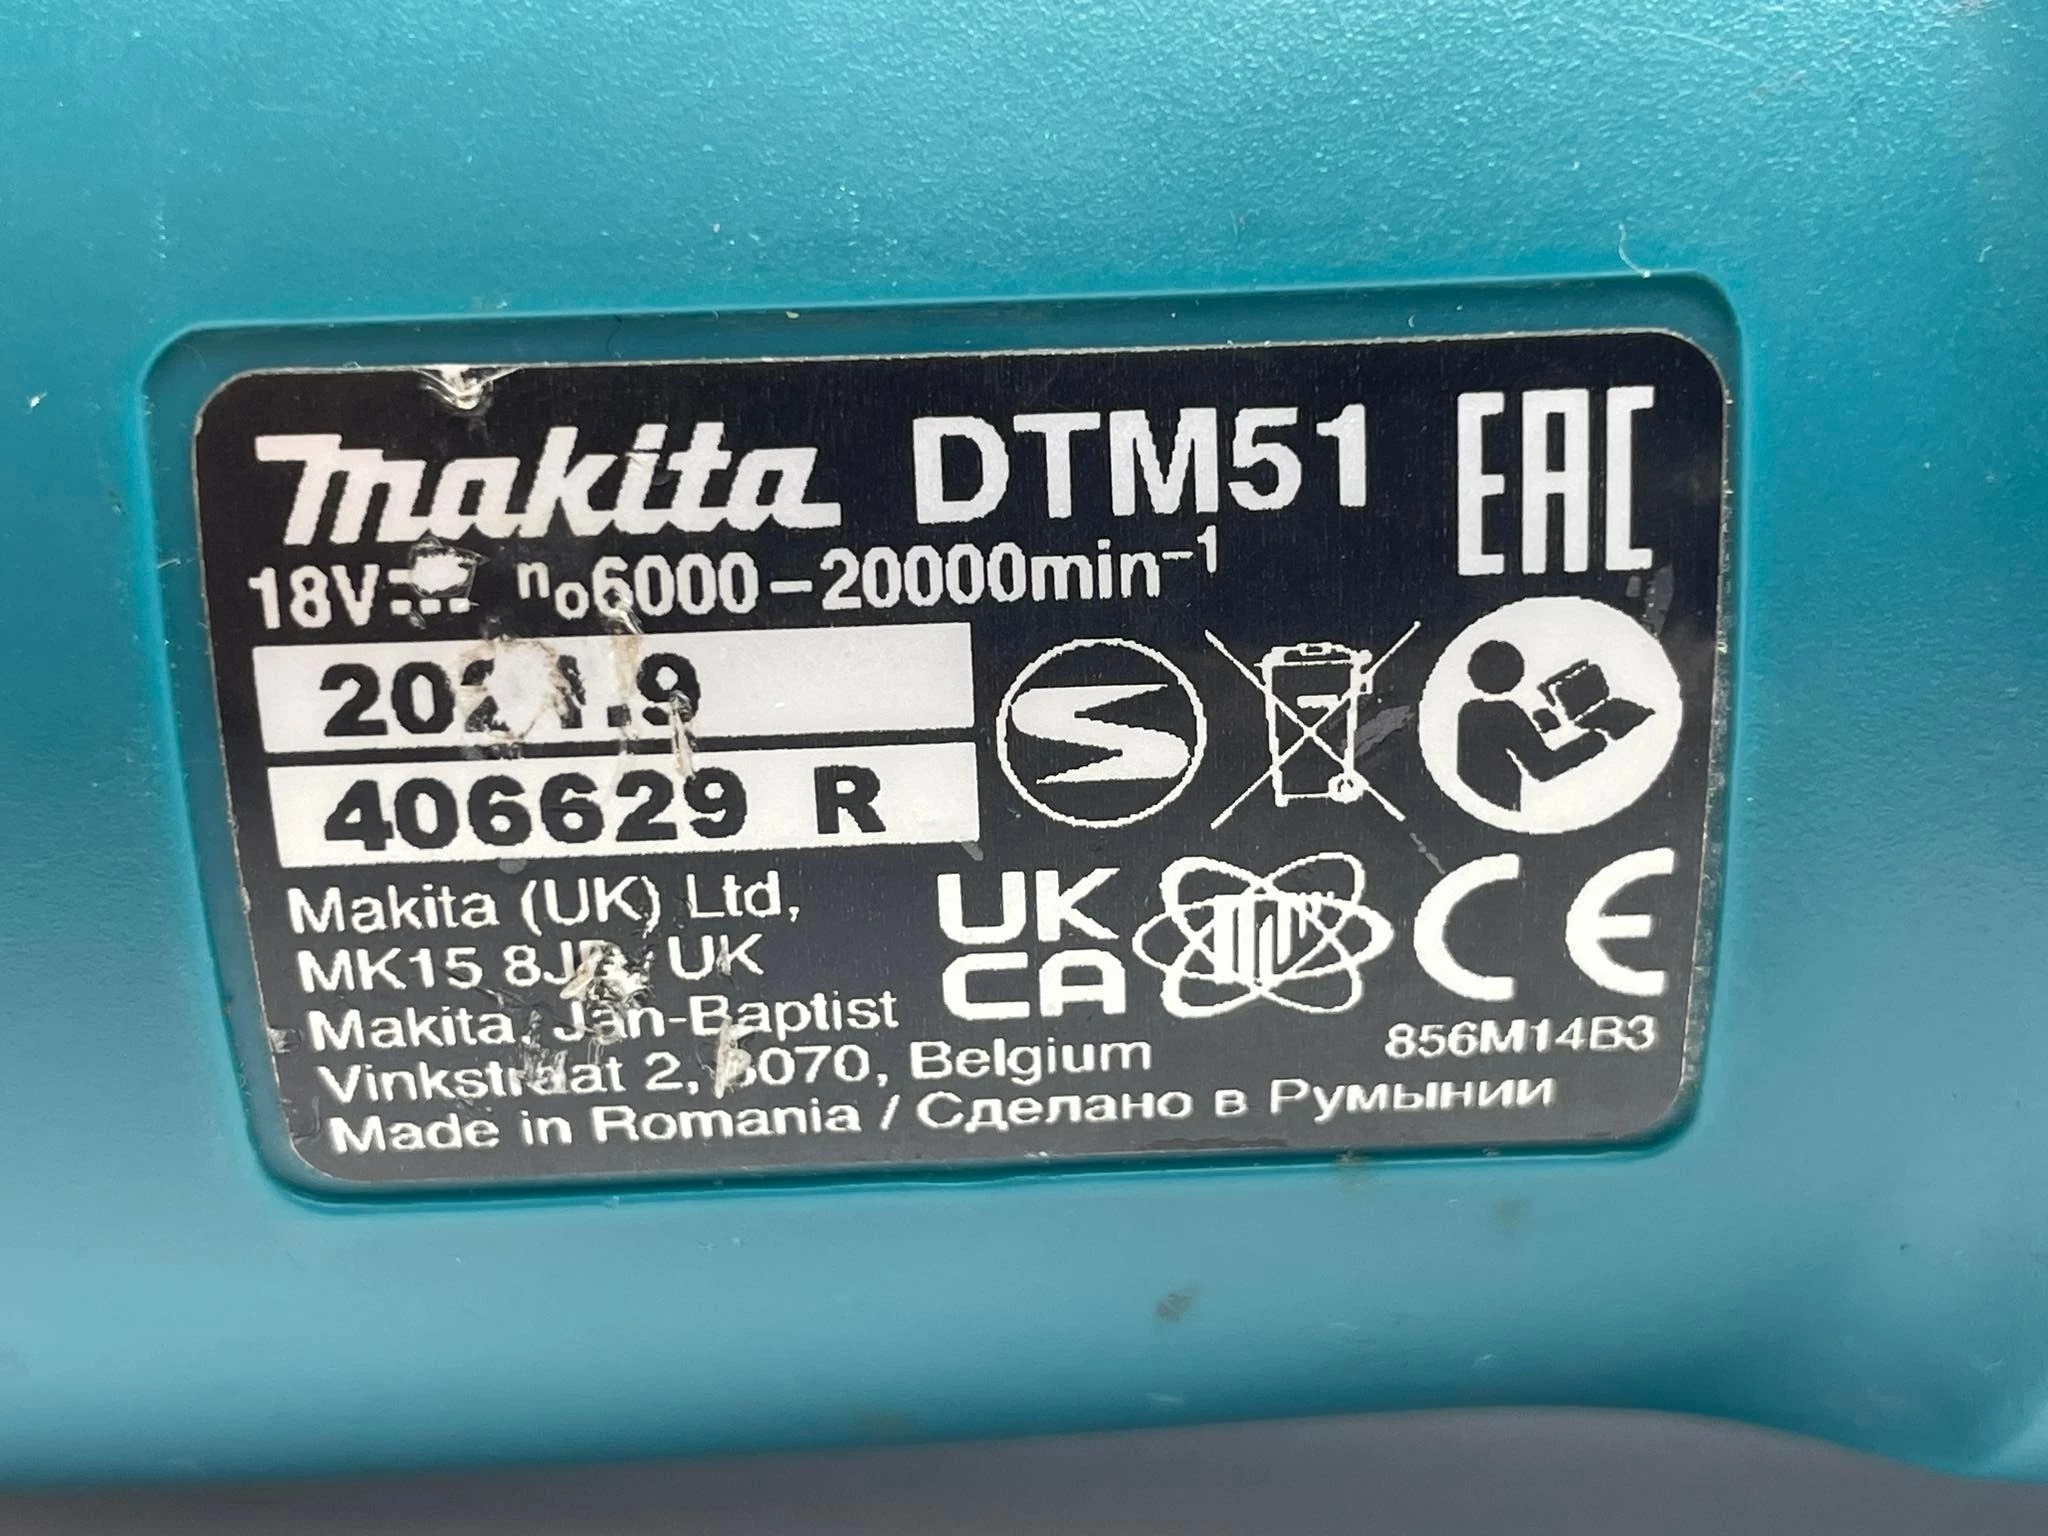 makita DTM51
18V n₀6000-20000min⁻¹
406629 R
Makita (UK) Ltd,
MK15 UK
Makita, Jan-Baptist
Vinkstraat 2, Belgium
Made in Romania / Сделано в Румынии
856M14B3
EAC
UK
CA
CE